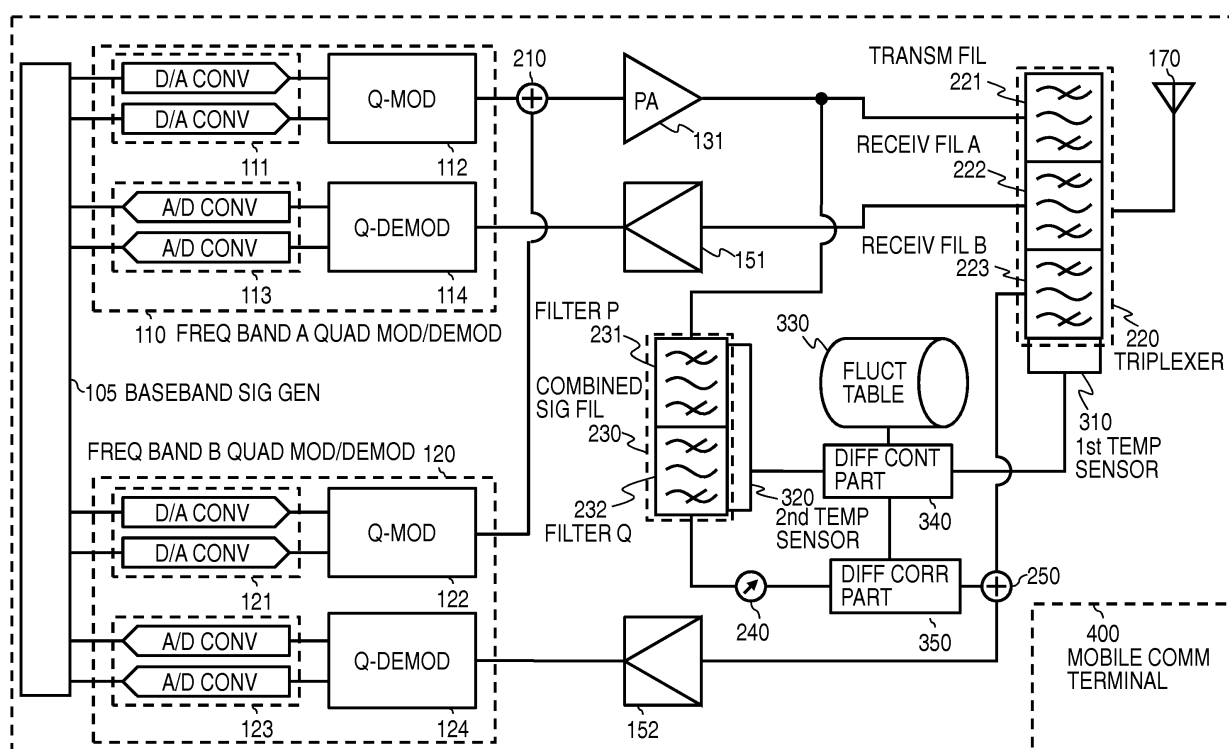 D/A CONV
D/A CONV
111
Q-MOD
112
210
PA
131
TRANSM FIL
221
170
RECEIV FIL A
222
A/D CONV
A/D CONV
113
Q-DEMOD
114
151
RECEIV FIL B
223
110 FREQ BAND A QUAD MOD/DEMOD
FILTER P
231
330
FLUCT
TABLE
220
TRIPLEXER
105 BASEBAND SIG GEN
COMBINED
SIG FIL
230
310
1st TEMP
SENSOR
FREQ BAND B QUAD MOD/DEMOD
120
232
FILTER Q
320
2nd TEMP
SENSOR
DIFF CONT
PART
340
D/A CONV
D/A CONV
121
Q-MOD
122
240
DIFF CORR
PART
350
250
A/D CONV
A/D CONV
123
Q-DEMOD
124
152
400
MOBILE COMM
TERMINAL